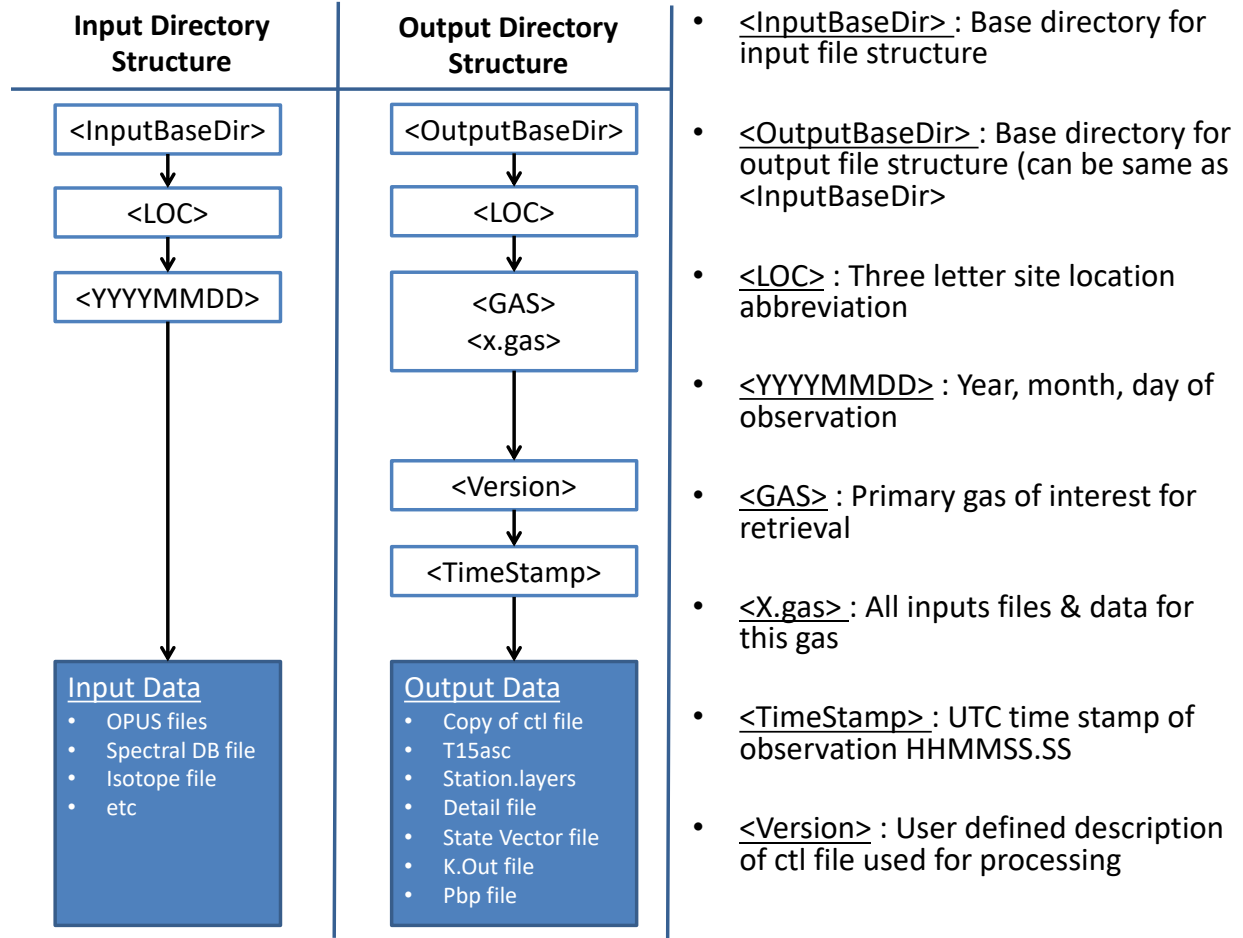 Input Directory
Structure
<InputBaseDir>
<LOC>
<YYYYMMDD>
Input Data
• OPUS files
• Spectral DB file
• Isotope file
• etc
Output Directory
Structure
<OutputBaseDir>
<LOC>
<GAS>
<x.gas>
<Version>
<TimeStamp>
Output Data
• Copy of ctl file
• T15asc
• Station.layers
• Detail file
• State Vector file
• K.Out file
• Pbp file
• <InputBaseDir> : Base directory for
input file structure
• <OutputBaseDir> : Base directory for
output file structure (can be same as
<InputBaseDir>
• <LOC> : Three letter site location
abbreviation
• <YYYYMMDD> : Year, month, day of
observation
• <GAS> : Primary gas of interest for
retrieval
• <X.gas> : All inputs files & data for
this gas
• <TimeStamp> : UTC time stamp of
observation HHMMSS.SS
• <Version> : User defined description
of ctl file used for processing